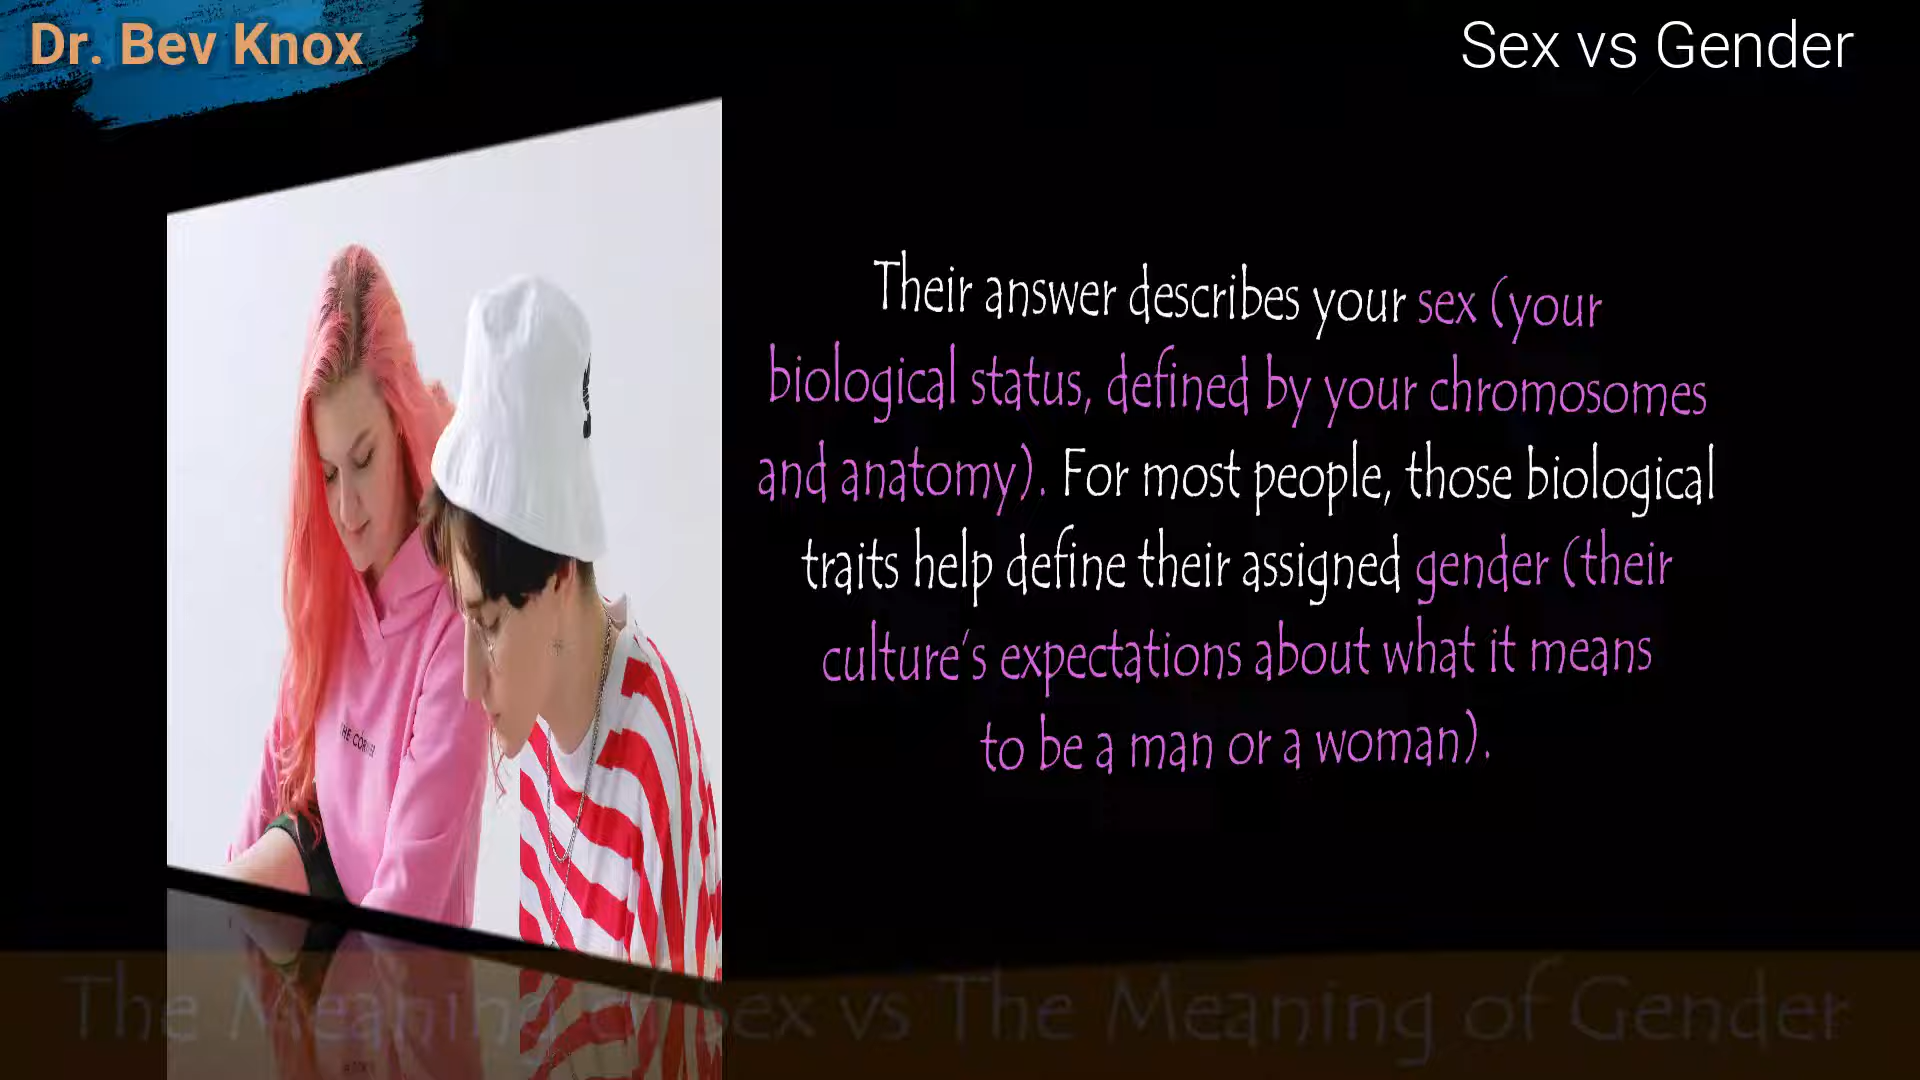 Dr. Bev Knox
Sex vs Gender
Their answer describes your sex (your
biological status, defined by your chromosomes
and anatomy). For most people, those biological
traits help define their assigned gender (their
culture's expectations about what it means
to be a man or a woman).
THE CORNER
The Meaning of Sex vs The Meaning of Gender